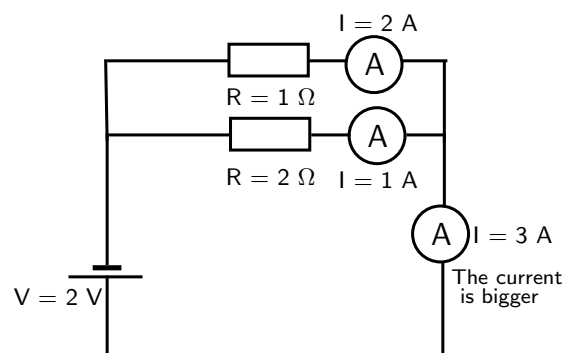 I = 2 A
A
R = 1 Ω
A
R = 2 Ω
I = 1 A
A
I = 3 A
The current
is bigger
V = 2 V